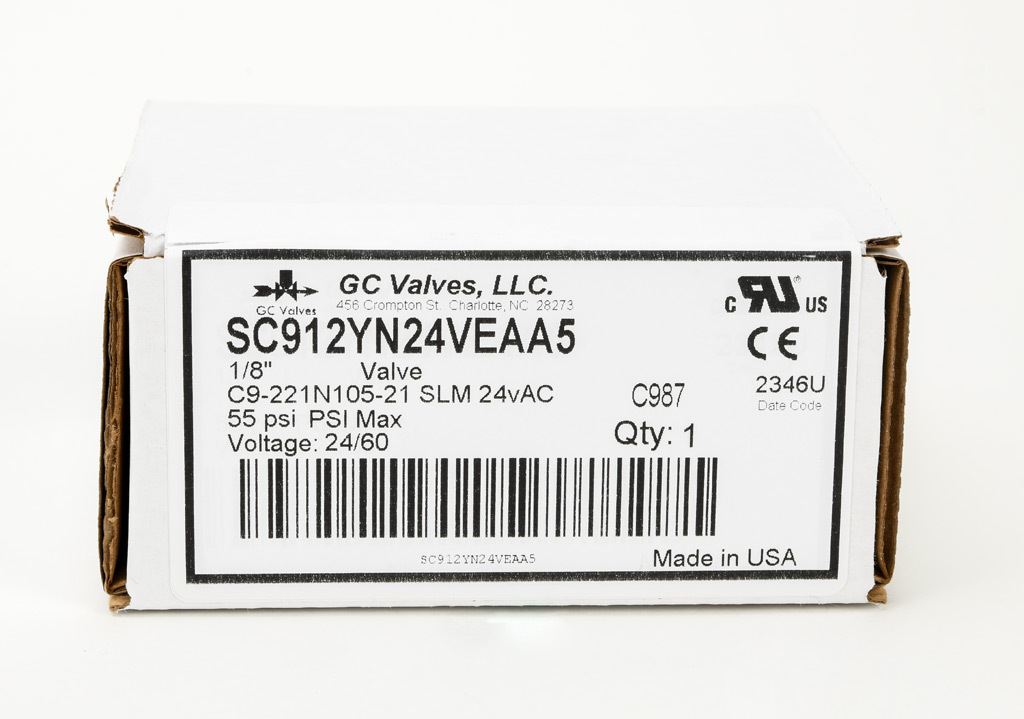 GC Valves, LLC.
456 Crompton St. Charlotte, NC 28273
GC Valves
SC912YN24VEAA5
1/8" Valve
C9-221N105-21 SLM 24vAC
55 psi PSI Max
Voltage: 24/60
C987
Qty: 1
C RU® US
CE
2346U
Date Code
SC912YN24VEAA5
Made in USA